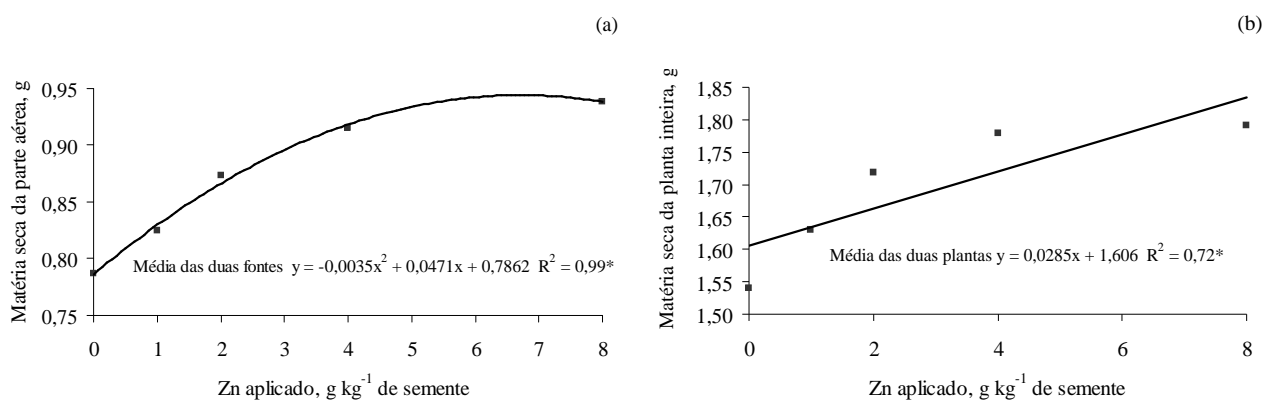 (a)
Matéria seca da parte aérea, g
0,95
0,90
0,85
0,80
0,75
Média das duas fontes y = -0,0035x² + 0,0471x + 0,7862 R² = 0,99*
0 1 2 3 4 5 6 7 8
Zn aplicado, g kg⁻¹ de semente
(b)
Matéria seca da planta inteira, g
1,85
1,80
1,75
1,70
1,65
1,60
1,55
1,50
Média das duas plantas y = 0,0285x + 1,606 R² = 0,72*
0 2 4 6 8
Zn aplicado, g kg⁻¹ de semente